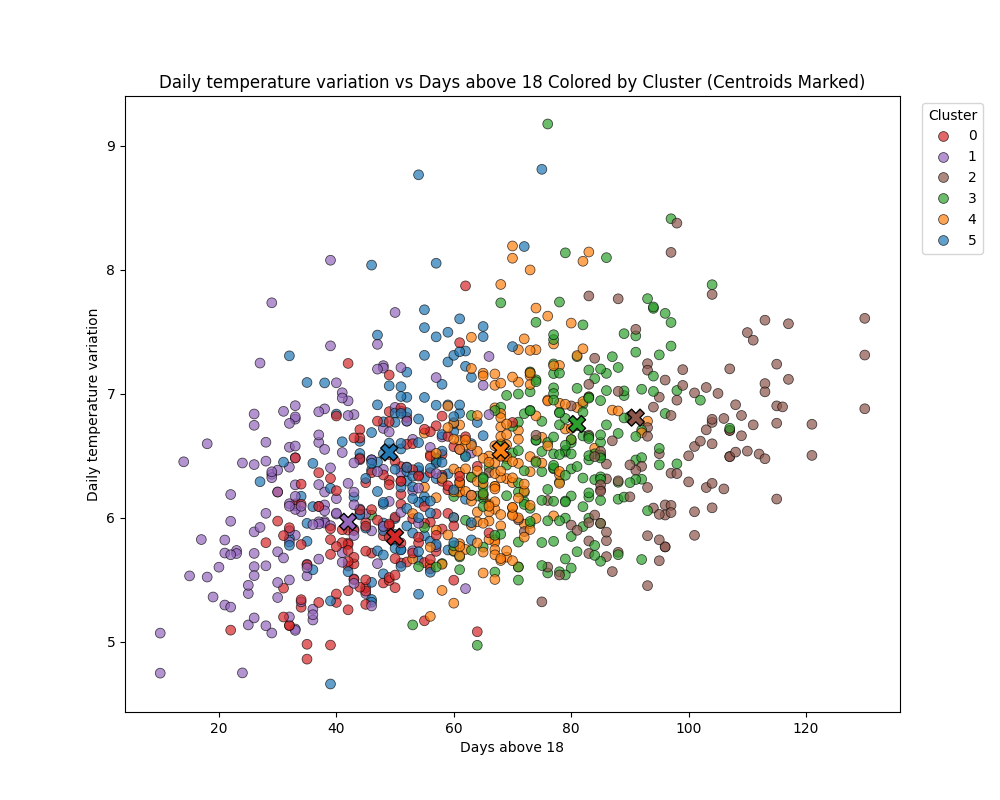 Daily temperature variation vs Days above 18 Colored by Cluster (Centroids Marked)
Cluster
0
1
2
3
4
5
Daily temperature variation
9
8
7
6
5
20 40 60 80 100 120
Days above 18